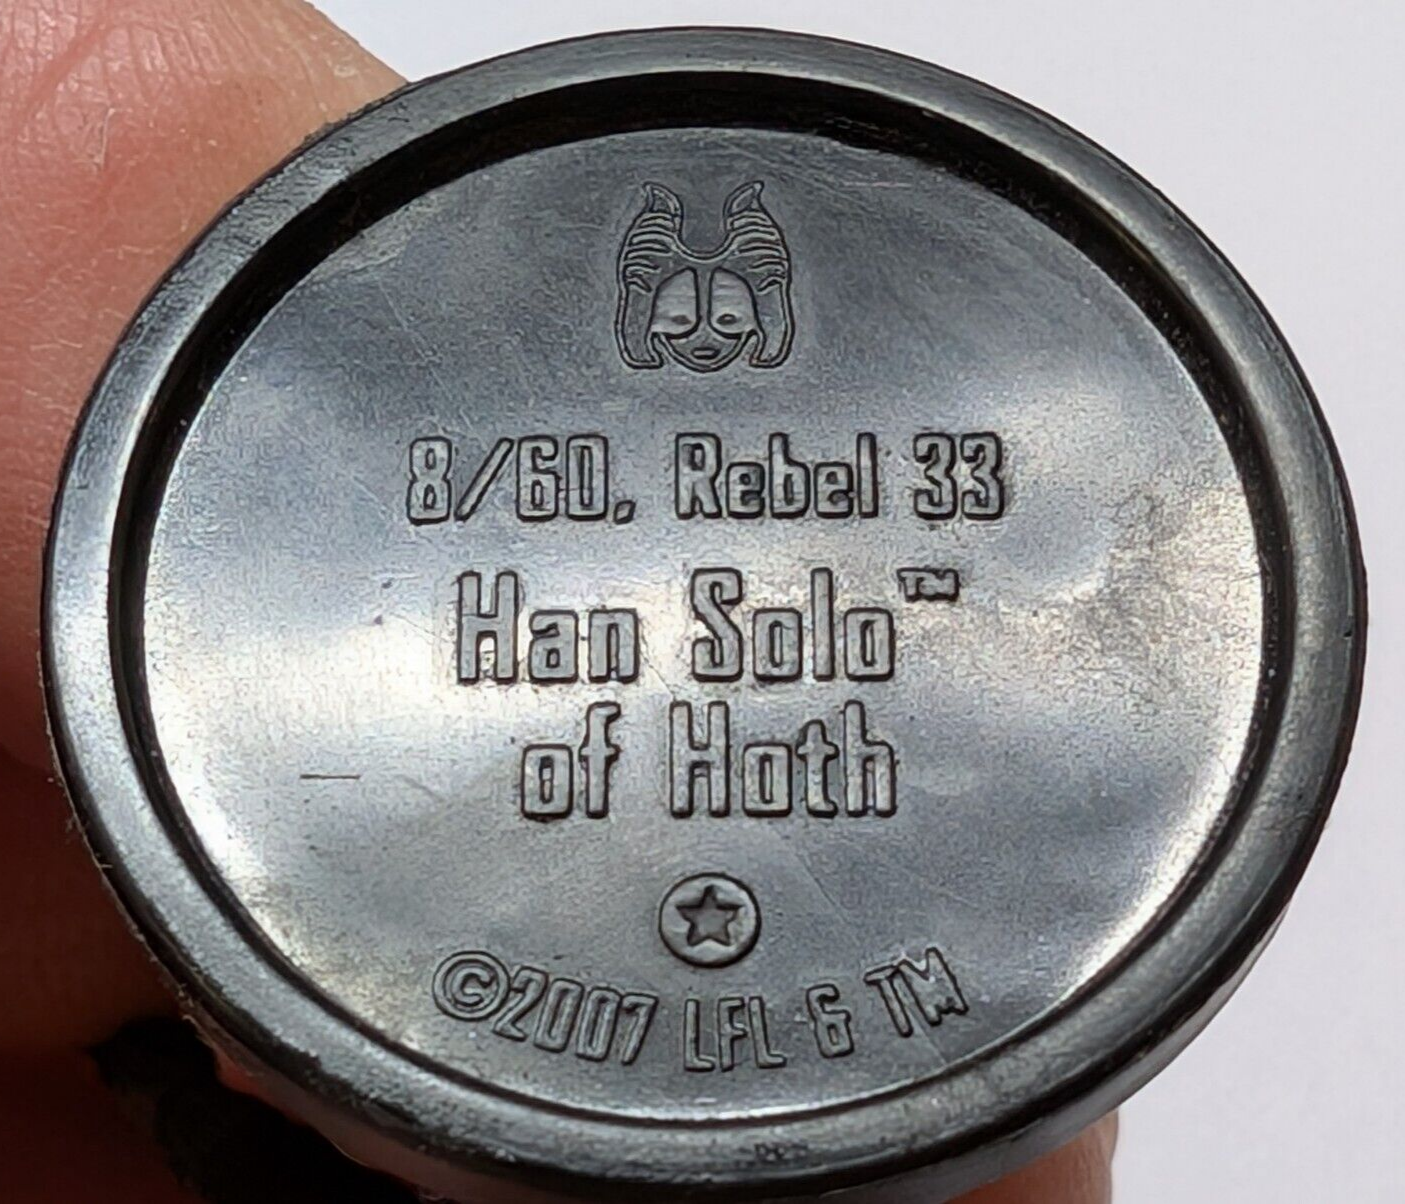 8/60, Rebel 33
Han Solo™
of Hoth
©2007 LFL & TM